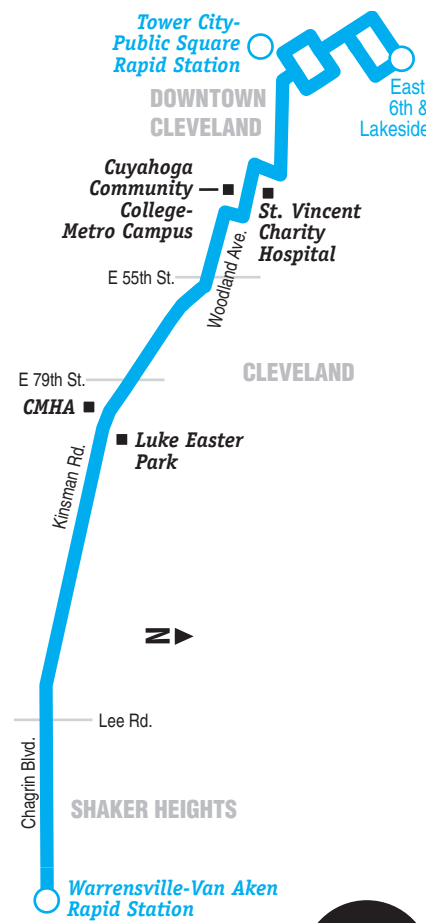 Tower City-
Public Square
Rapid Station
East
6th &
Lakeside
DOWNTOWN
CLEVELAND
Cuyahoga
Community
College-
Metro Campus
St. Vincent
Charity
Hospital
Woodland Ave.
E 55th St.
CLEVELAND
E 79th St.
CMHA
Luke Easter
Park
Kinsman Rd.
N
Lee Rd.
Chagrin Blvd.
SHAKER HEIGHTS
Warrensville-Van Aken
Rapid Station